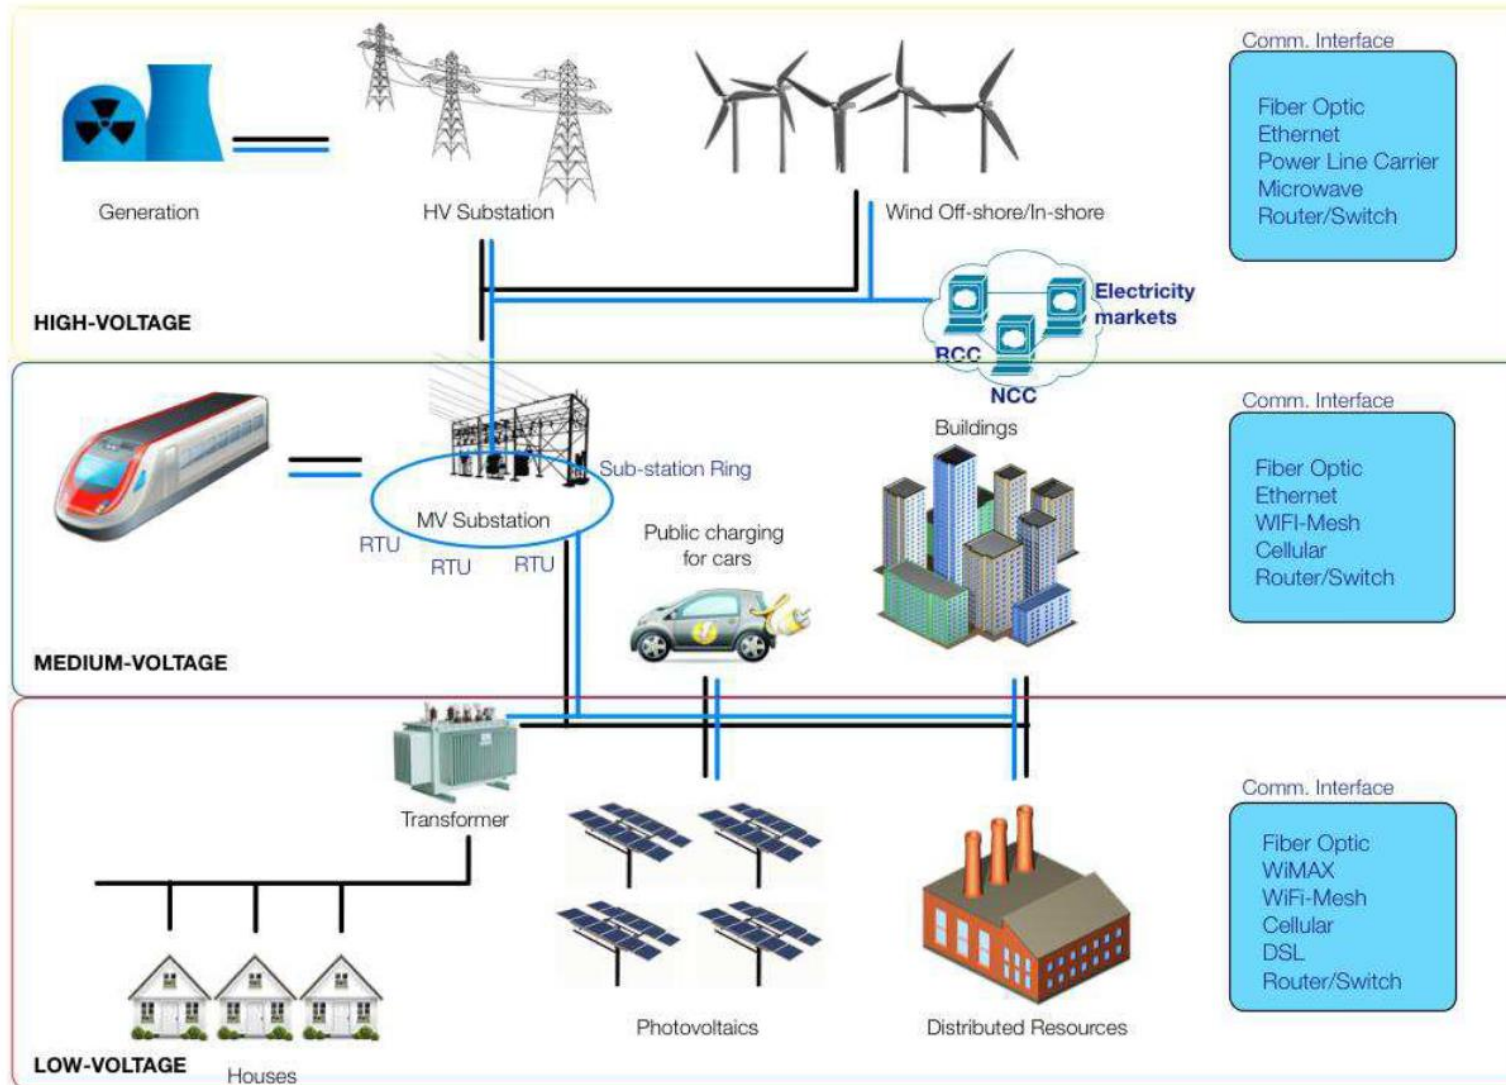 Comm. Interface
Fiber Optic
Ethernet
Power Line Carrier
Microwave
Router/Switch
Generation
HV Substation
Wind Off-shore/In-shore
Electricity
markets
RCC
NCC
HIGH-VOLTAGE
Comm. Interface
Fiber Optic
Ethernet
WIFI-Mesh
Cellular
Router/Switch
Buildings
Sub-station Ring
MV Substation
RTU
RTU
RTU
Public charging
for cars
MEDIUM-VOLTAGE
Transformer
Comm. Interface
Fiber Optic
WiMAX
WiFi-Mesh
Cellular
DSL
Router/Switch
Photovoltaics
Distributed Resources
LOW-VOLTAGE
Houses